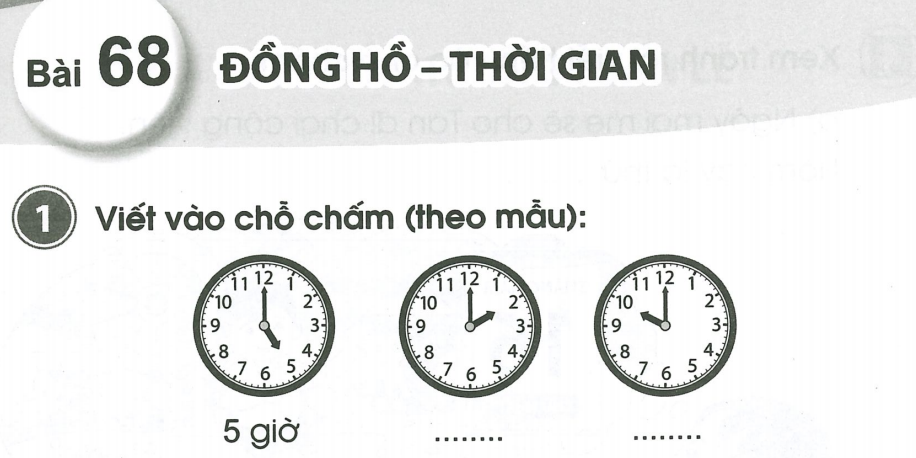 Bài 68 ĐỒNG HỒ – THỜI GIAN
1 Viết vào chỗ chấm (theo mẫu):
12 1 2 3 4 5 6 7 8 9 10 11
12 1 2 3 4 5 6 7 8 9 10 11
12 1 2 3 4 5 6 7 8 9 10 11
5 giờ ........ ........